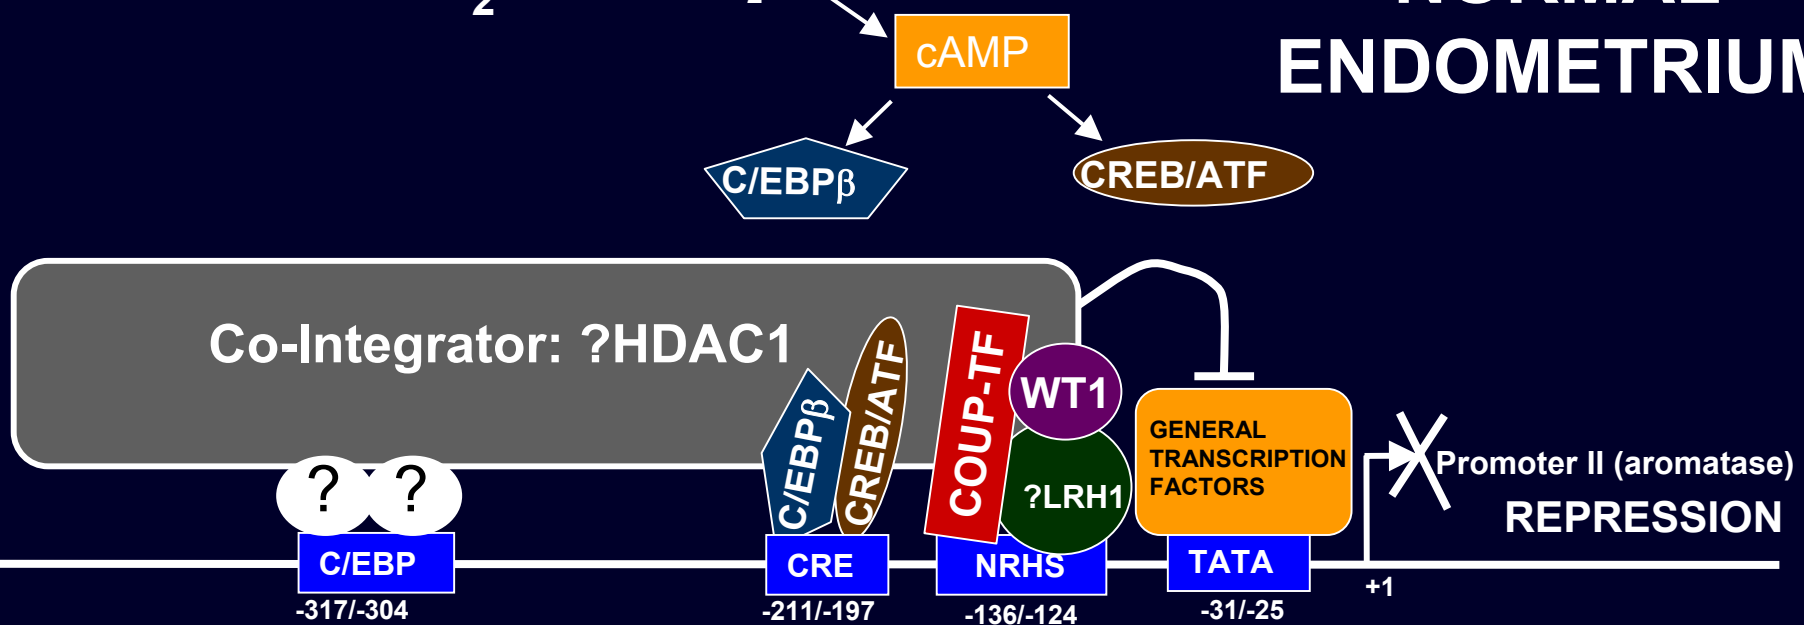 2
cAMP
ENDOMETRIUM
C/EBPβ
CREB/ATF
Co-Integrator: ?HDAC1
C/EBPβ
CREB/ATF
COUP-TF
WT1
?LRH1
GENERAL
TRANSCRIPTION
FACTORS
Promoter II (aromatase)
REPRESSION
? ?
C/EBP
CRE
NRHS
TATA
+1
-317/-304
-211/-197
-136/-124
-31/-25